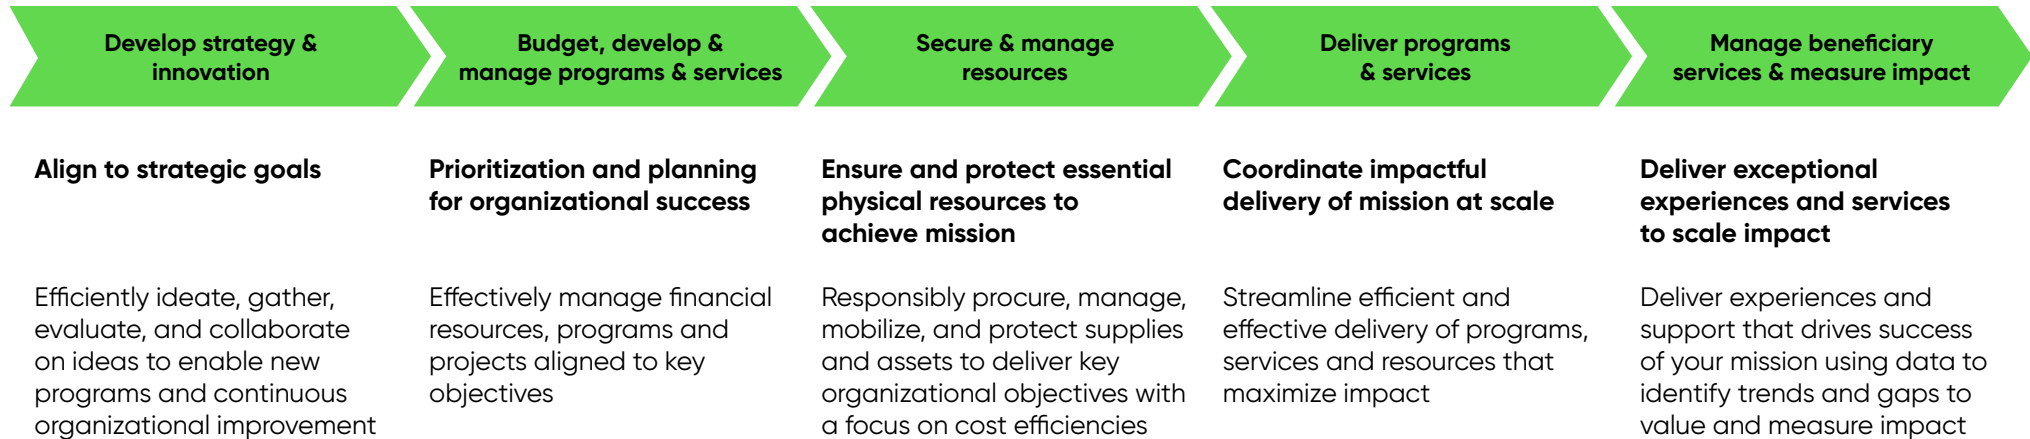 Develop strategy &
innovation
Budget, develop &
manage programs & services
Secure & manage
resources
Deliver programs
& services
Manage beneficiary
services & measure impact
Align to strategic goals
Efficiently ideate, gather,
evaluate, and collaborate
on ideas to enable new
programs and continuous
organizational improvement
Prioritization and planning
for organizational success
Effectively manage financial
resources, programs and
projects aligned to key
objectives
Ensure and protect essential
physical resources to
achieve mission
Responsibly procure, manage,
mobilize, and protect supplies
and assets to deliver key
organizational objectives with
a focus on cost efficiencies
Coordinate impactful
delivery of mission at scale
Streamline efficient and
effective delivery of programs,
services and resources that
maximize impact
Deliver exceptional
experiences and services
to scale impact
Deliver experiences and
support that drives success
of your mission using data to
identify trends and gaps to
value and measure impact